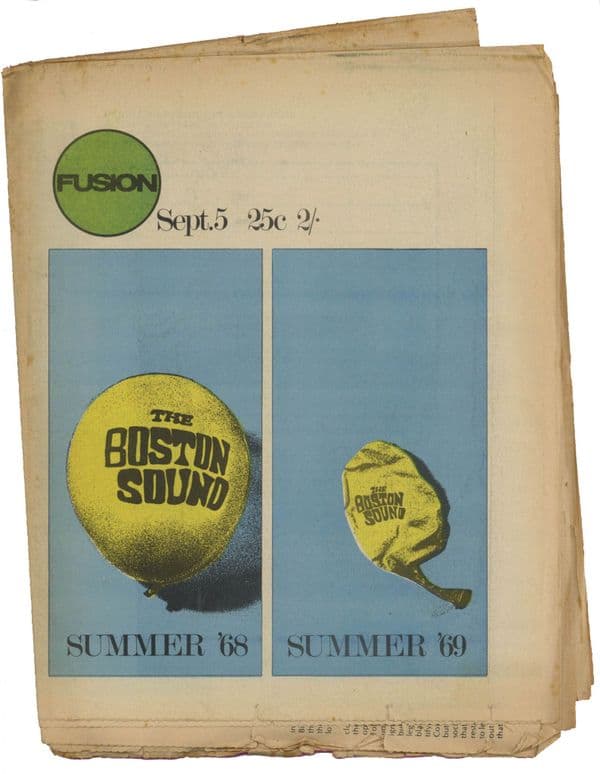 FUSION
Sept.5 25c 2/-
THE
BOSTON
SOUND
SUMMER '68
THE
BOSTON
SOUND
SUMMER '69